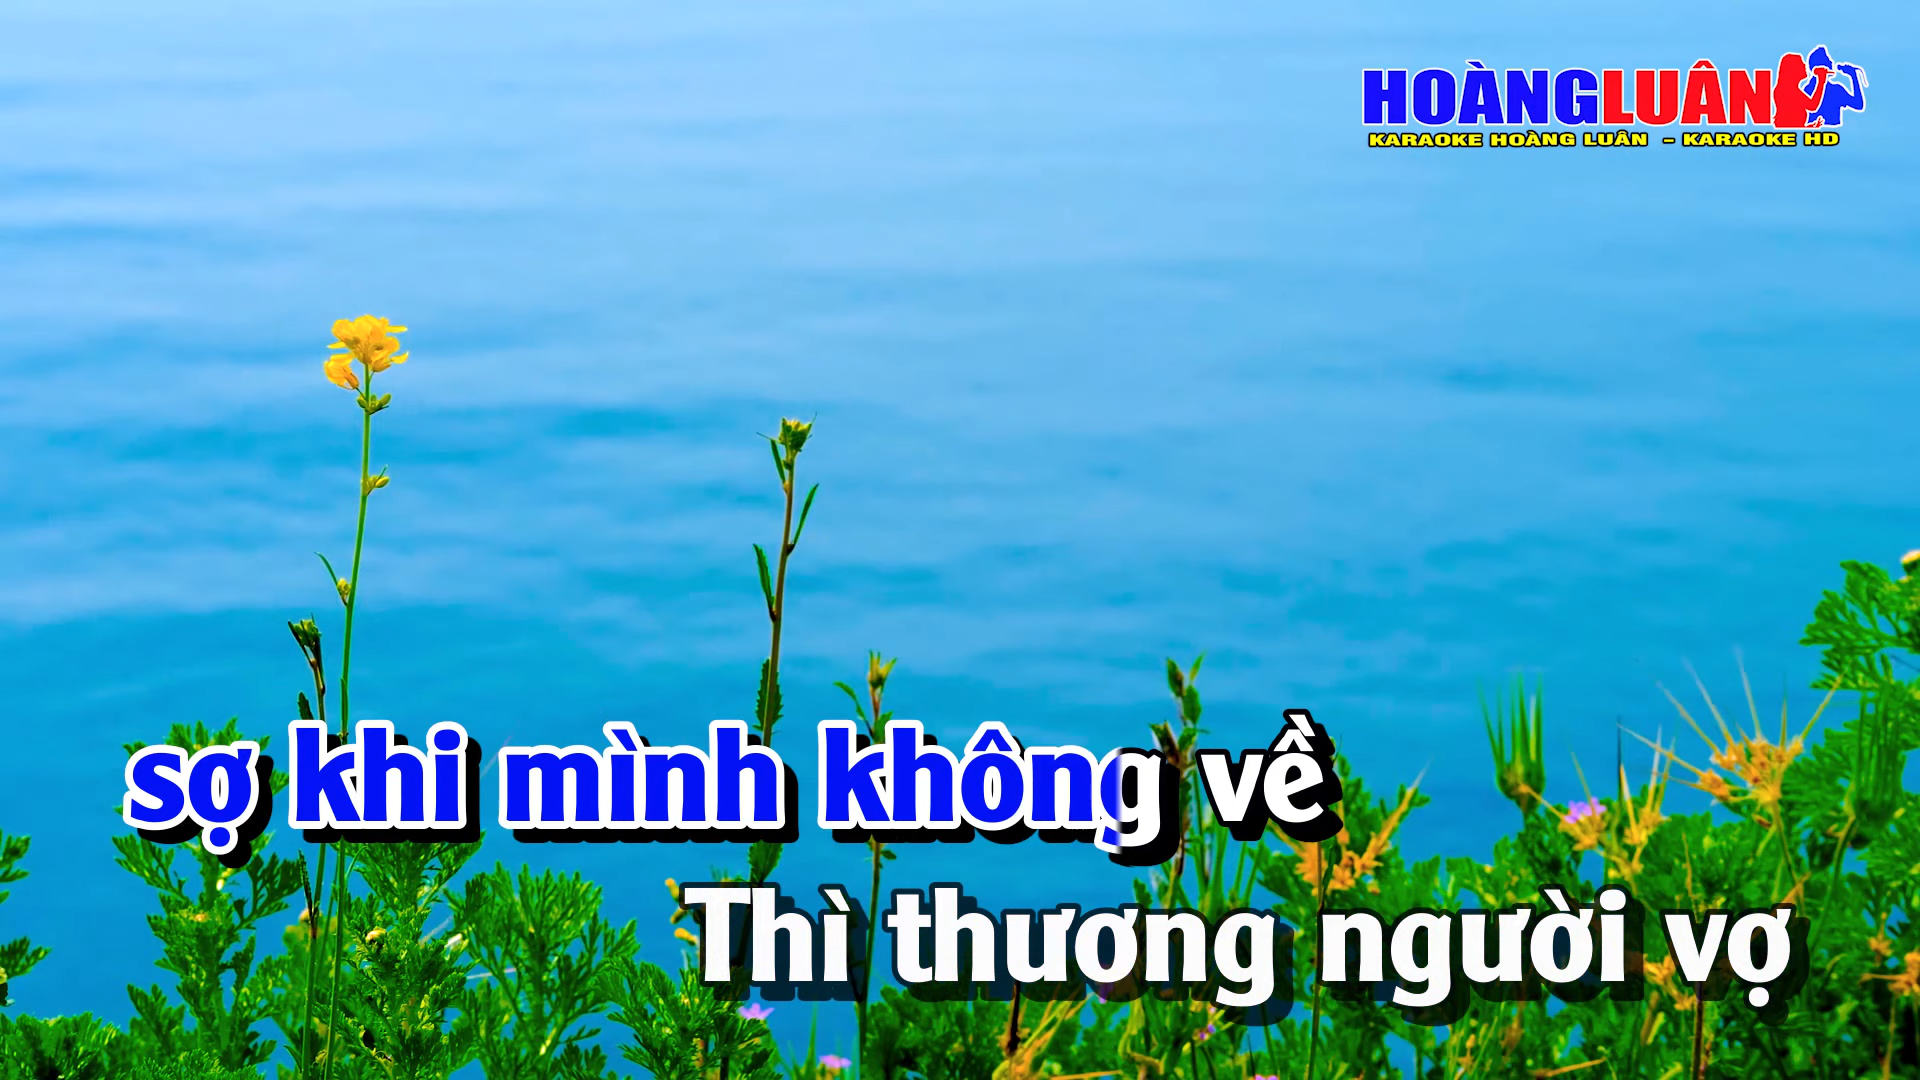 HOÀNGLUÂN
KARAOKE HOÀNG LUÂN - KARAOKE HD
sợ khi mình không về
Thì thương người vợ